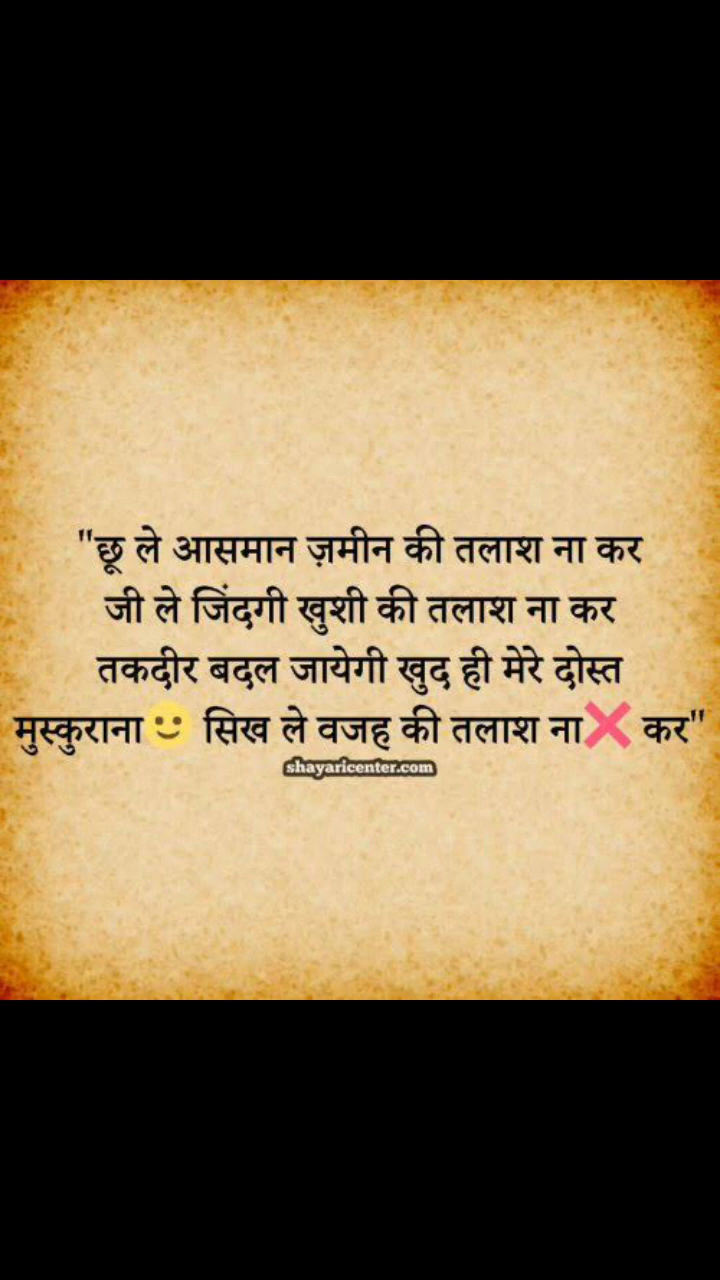 "छू ले आसमान ज़मीन की तलाश ना कर
जी ले जिंदगी खुशी की तलाश ना कर
तकदीर बदल जायेगी खुद ही मेरे दोस्त
मुस्कुराना🙂 सिख ले वजह की तलाश ना❌ कर"
shayaricenter.com